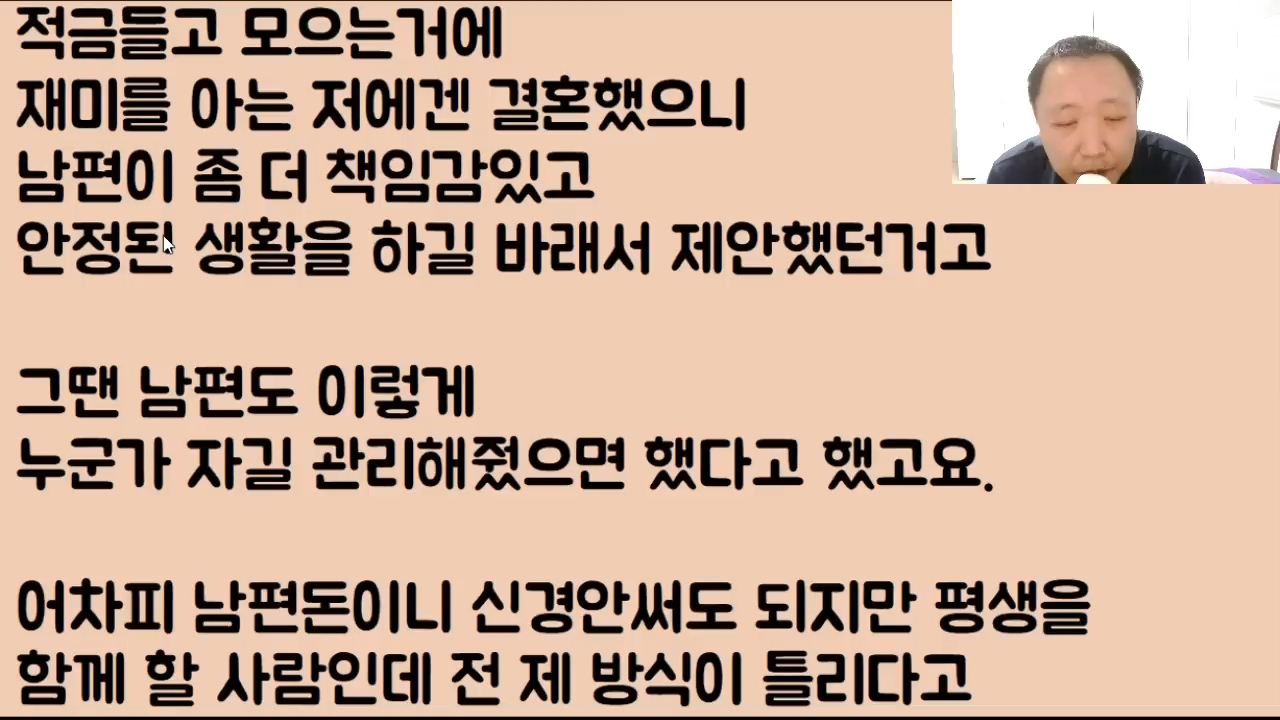 적금들고 모으는거에
재미를 아는 저에겐 결혼했으니
남편이 좀 더 책임감있고
안정된 생활을 하길 바래서 제안했던거고
그땐 남편도 이렇게
누군가 자길 관리해줬으면 했다고 했고요.
어차피 남편돈이니 신경안써도 되지만 평생을
함께 할 사람인데 전 제 방식이 틀리다고